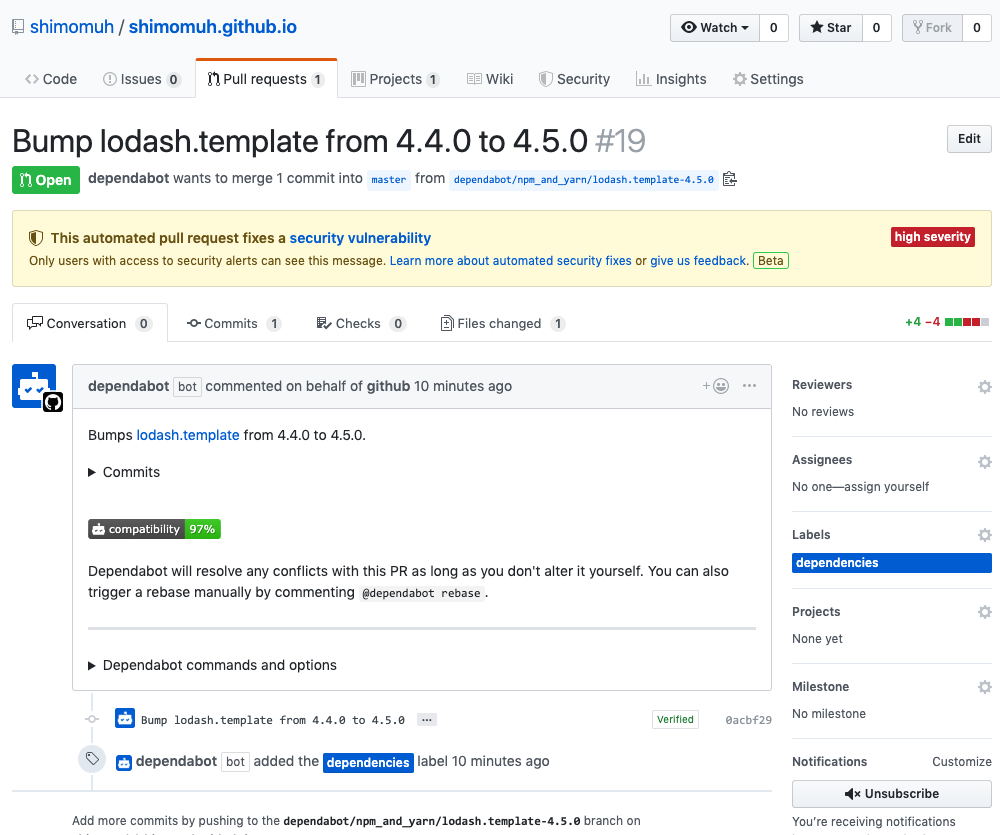 shimomuh / shimomuh.github.io
Watch 0
Star 0
Fork 0
Code
Issues 0
Pull requests 1
Projects 1
Wiki
Security
Insights
Settings
Bump lodash.template from 4.4.0 to 4.5.0 #19
Edit
Open
dependabot wants to merge 1 commit into master from dependabot/npm_and_yarn/lodash.template-4.5.0
This automated pull request fixes a security vulnerability
high severity
Only users with access to security alerts can see this message. Learn more about automated security fixes or give us feedback. Beta
Conversation 0
Commits 1
Checks 0
Files changed 1
+4 −4
dependabot bot commented on behalf of github 10 minutes ago
Bumps lodash.template from 4.4.0 to 4.5.0.
Commits
compatibility 97%
Dependabot will resolve any conflicts with this PR as long as you don't alter it yourself. You can also
trigger a rebase manually by commenting @dependabot rebase.
Dependabot commands and options
Bump lodash.template from 4.4.0 to 4.5.0 ...
Verified
0acbf29
dependabot bot added the dependencies label 10 minutes ago
Add more commits by pushing to the dependabot/npm_and_yarn/lodash.template-4.5.0 branch on
Reviewers
No reviews
Assignees
No one—assign yourself
Labels
dependencies
Projects
None yet
Milestone
No milestone
Notifications
Customize
Unsubscribe
You're receiving notifications